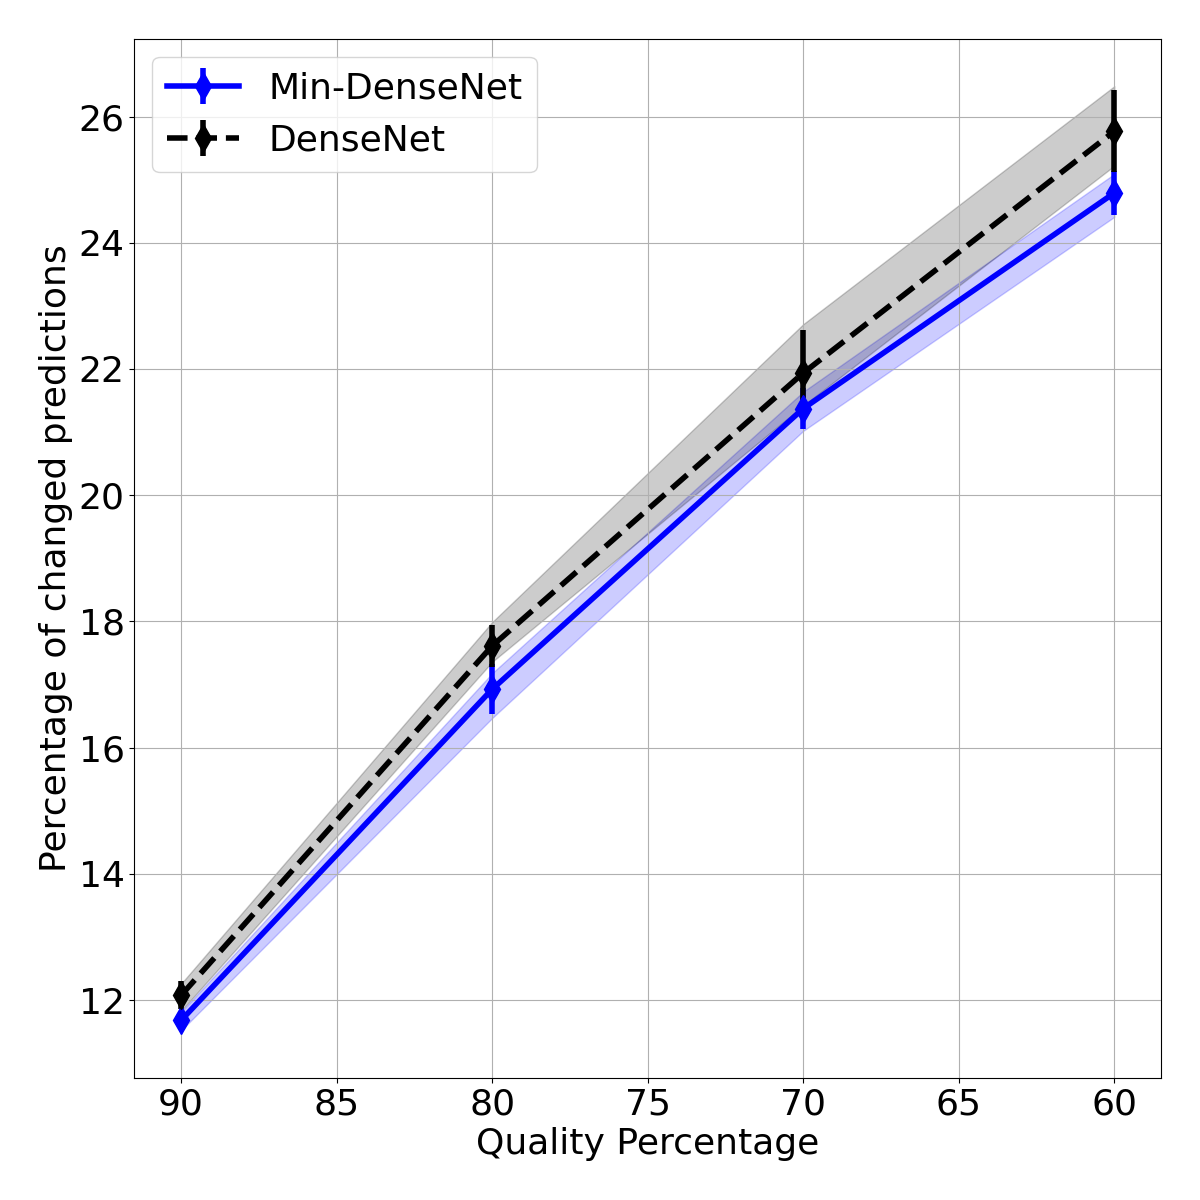 Min-DenseNet
DenseNet
Percentage of changed predictions
26
24
22
20
18
16
14
12
90 85 80 75 70 65 60
Quality Percentage